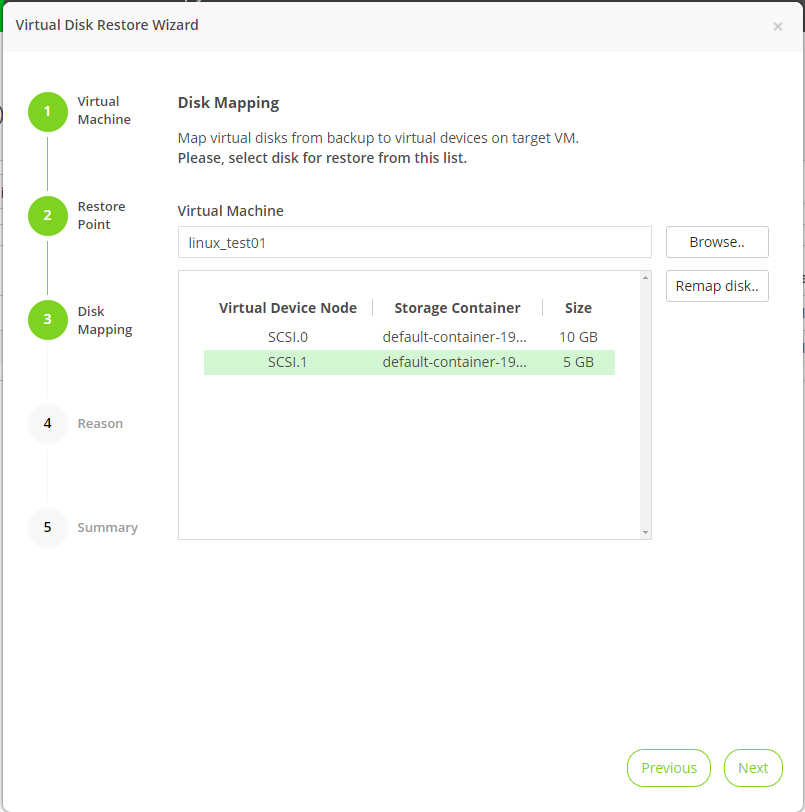 Virtual Disk Restore Wizard
×
1 Virtual Machine
2 Restore Point
3 Disk Mapping
4 Reason
5 Summary
Disk Mapping
Map virtual disks from backup to virtual devices on target VM.
Please, select disk for restore from this list.
Virtual Machine
linux_test01 Browse..
Remap disk..
Virtual Device Node Storage Container Size
SCSI.0 default-container-19... 10 GB
SCSI.1 default-container-19... 5 GB
Previous Next